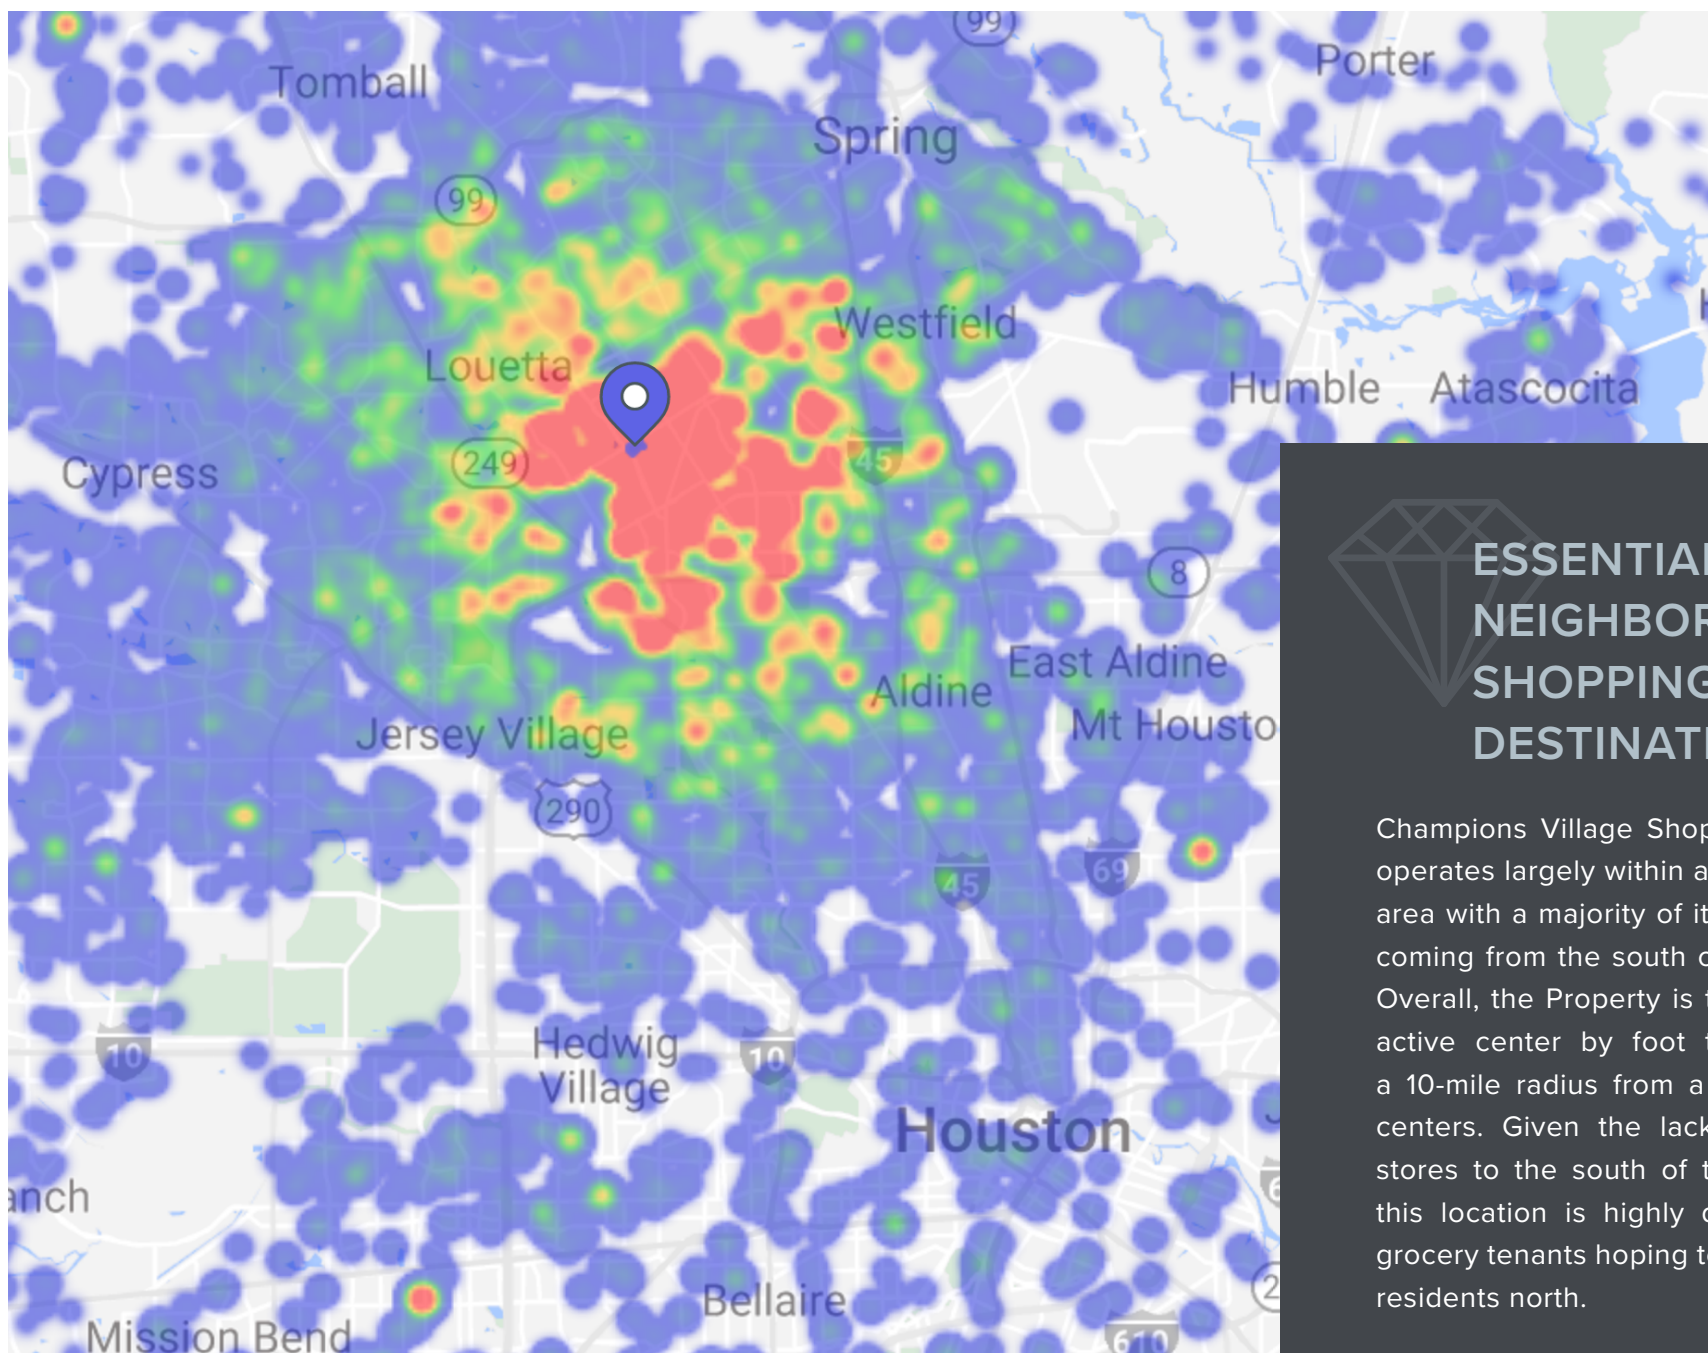 99
Porter
Tomball
Spring
99
Westfield
Louetta
Humble
Atascocita
249
45
Cypress
8
East Aldine
Aldine
Mt Housto
Jersey Village
290
69
45
Hedwig
Village
10
10
Houston
anch
Bellaire
Mission Bend
610
ESSENTIAL
NEIGHBOR
SHOPPING
DESTINATI
Champions Village Shop
operates largely within a
area with a majority of it
coming from the south o
Overall, the Property is t
active center by foot t
a 10-mile radius from a
centers. Given the lack
stores to the south of t
this location is highly
grocery tenants hoping to
residents north.